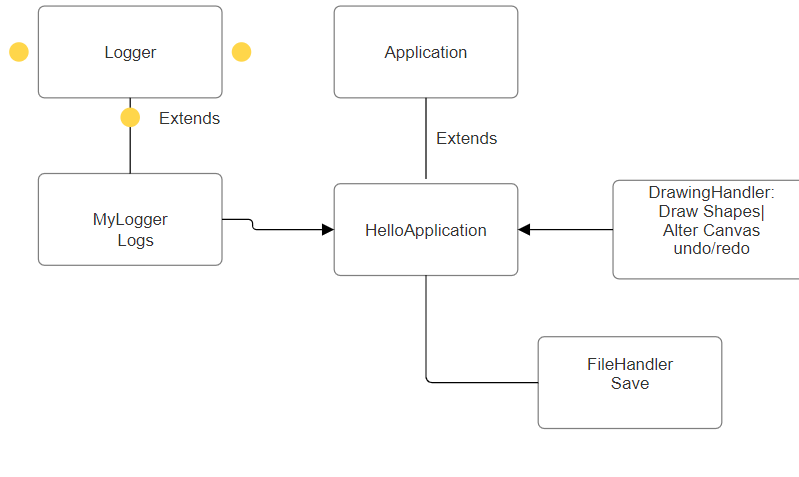 Logger
Application
Extends
Extends
MyLogger
Logs
HelloApplication
DrawingHandler:
Draw Shapes|
Alter Canvas
undo/redo
FileHandler
Save